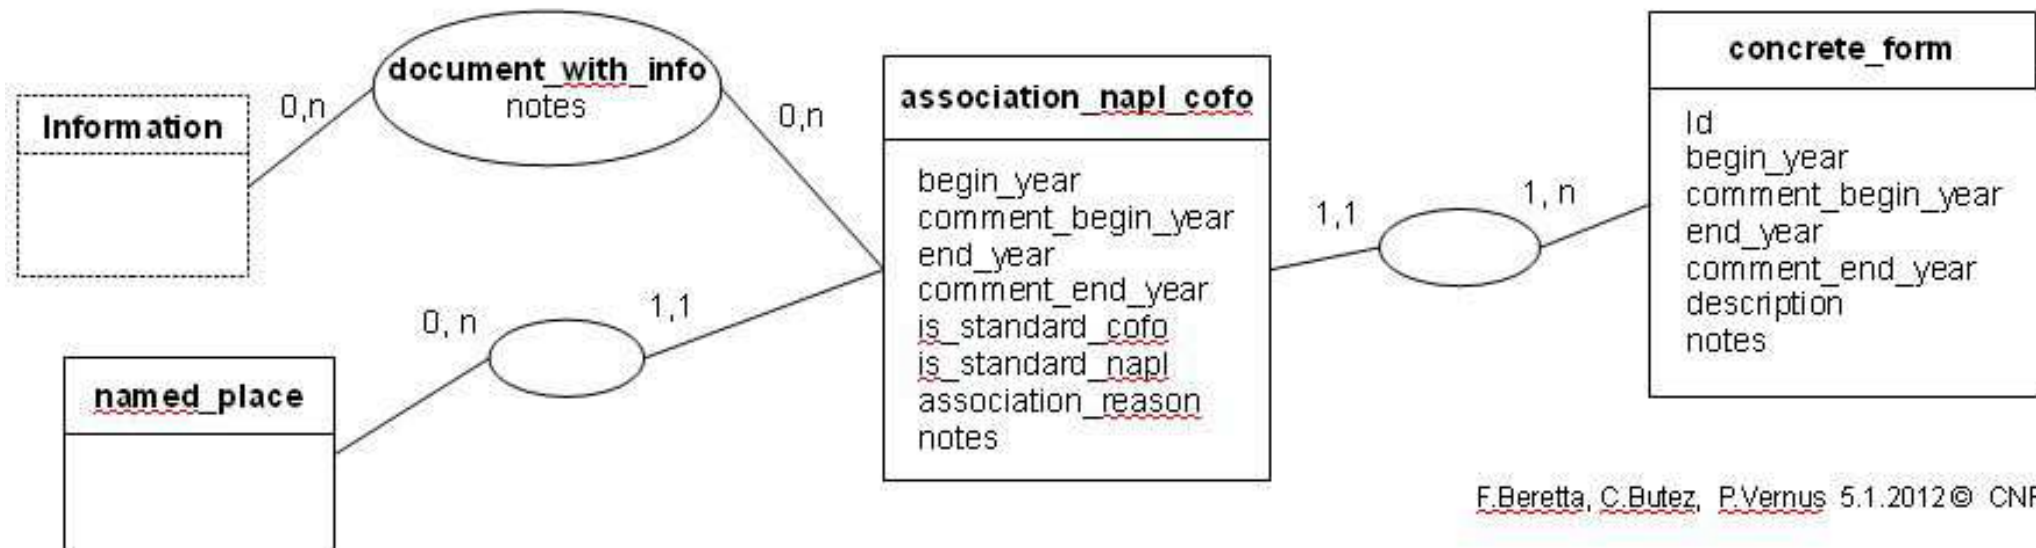 Information
0,n
document_with_info
notes
0,n
named_place
0, n
1,1
association_napl_cofo
begin_year
comment_begin_year
end_year
comment_end_year
is_standard_cofo
is_standard_napl
association_reason
notes
1,1
1, n
concrete_form
Id
begin_year
comment_begin_year
end_year
comment_end_year
description
notes
F.Beretta, C.Butez, P.Vernus 5.1.2012© CNR